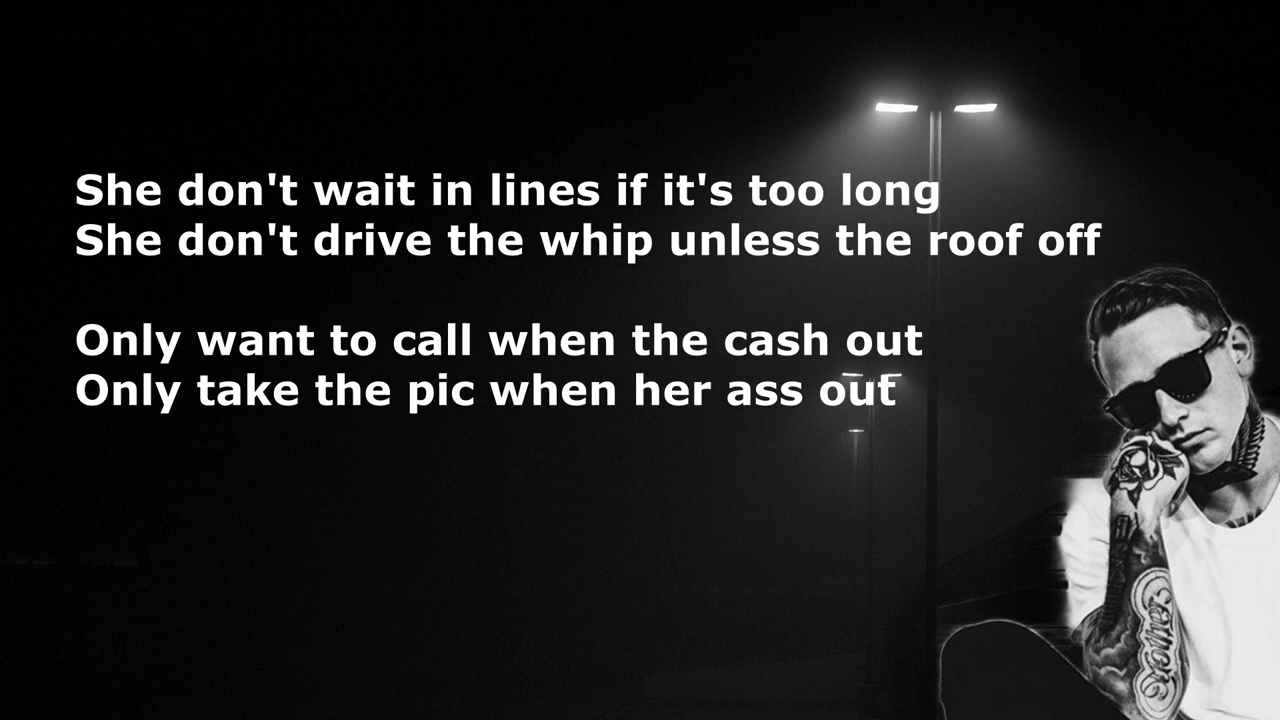 She don't wait in lines if it's too long
She don't drive the whip unless the roof off
Only want to call when the cash out
Only take the pic when her ass out